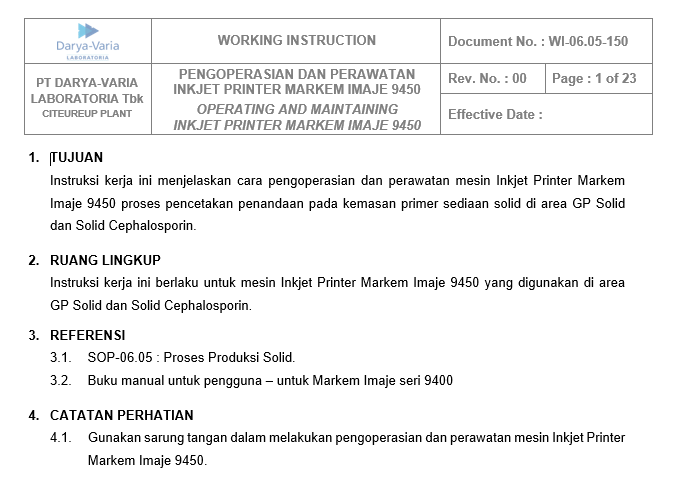 Darya-Varia
LABORATORIA
WORKING INSTRUCTION
Document No. : WI-06.05-150
PT DARYA-VARIA
LABORATORIA Tbk
CITEUREUP PLANT
PENGOPERASIAN DAN PERAWATAN
INKJET PRINTER MARKEM IMAJE 9450
OPERATING AND MAINTAINING
INKJET PRINTER MARKEM IMAJE 9450
Rev. No. : 00
Page : 1 of 23
Effective Date :
1. TUJUAN
Instruksi kerja ini menjelaskan cara pengoperasian dan perawatan mesin Inkjet Printer Markem
Imaje 9450 proses pencetakan penandaan pada kemasan primer sediaan solid di area GP Solid
dan Solid Cephalosporin.
2. RUANG LINGKUP
Instruksi kerja ini berlaku untuk mesin Inkjet Printer Markem Imaje 9450 yang digunakan di area
GP Solid dan Solid Cephalosporin.
3. REFERENSI
3.1. SOP-06.05 : Proses Produksi Solid.
3.2. Buku manual untuk pengguna – untuk Markem Imaje seri 9400
4. CATATAN PERHATIAN
4.1. Gunakan sarung tangan dalam melakukan pengoperasian dan perawatan mesin Inkjet Printer
Markem Imaje 9450.